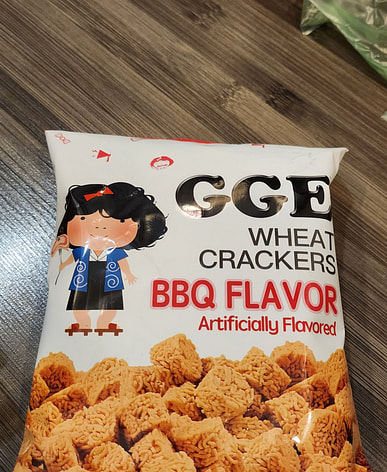 GGE
WHEAT
CRACKERS
BBQ FLAVOR
Artificially Flavored